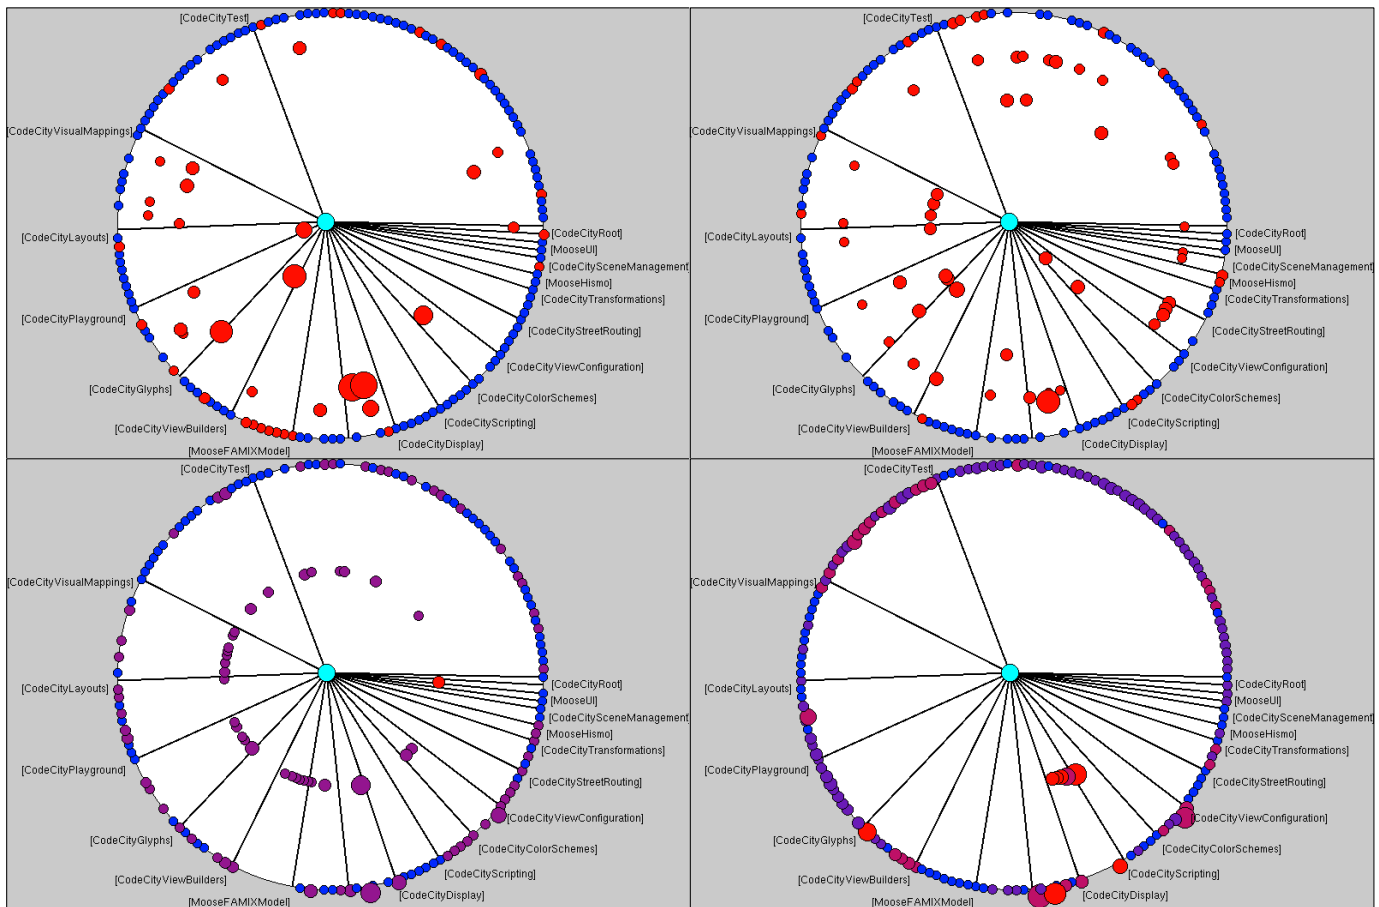 [CodeCityTest]
[CodeCityVisualMappings]
[CodeCityLayouts]
[CodeCityPlayground]
[CodeCityGlyphs]
[CodeCityViewBuilders]
[MooseFAMIXModel]
[CodeCityDisplay]
[CodeCityScripting]
[CodeCityColorSchemes]
[CodeCityViewConfiguration]
[CodeCityStreetRouting]
[CodeCityTransformations]
[MooseHismo]
[CodeCitySceneManagement]
[MooseUI]
[CodeCityRoot]
[CodeCityTest]
[CodeCityVisualMappings]
[CodeCityLayouts]
[CodeCityPlayground]
[CodeCityGlyphs]
[CodeCityViewBuilders]
[MooseFAMIXModel]
[CodeCityDisplay]
[CodeCityScripting]
[CodeCityColorSchemes]
[CodeCityViewConfiguration]
[CodeCityStreetRouting]
[CodeCityTransformations]
[MooseHismo]
[CodeCitySceneManagement]
[MooseUI]
[CodeCityRoot]
[CodeCityTest]
[CodeCityVisualMappings]
[CodeCityLayouts]
[CodeCityPlayground]
[CodeCityGlyphs]
[CodeCityViewBuilders]
[MooseFAMIXModel]
[CodeCityDisplay]
[CodeCityScripting]
[CodeCityColorSchemes]
[CodeCityViewConfiguration]
[CodeCityStreetRouting]
[CodeCityTransformations]
[MooseHismo]
[CodeCitySceneManagement]
[MooseUI]
[CodeCityRoot]
[CodeCityTest]
[CodeCityVisualMappings]
[CodeCityLayouts]
[CodeCityPlayground]
[CodeCityGlyphs]
[CodeCityViewBuilders]
[MooseFAMIXModel]
[CodeCityDisplay]
[CodeCityScripting]
[CodeCityColorSchemes]
[CodeCityViewConfiguration]
[CodeCityStreetRouting]
[CodeCityTransformations]
[MooseHismo]
[CodeCitySceneManagement]
[MooseUI]
[CodeCityRoot]